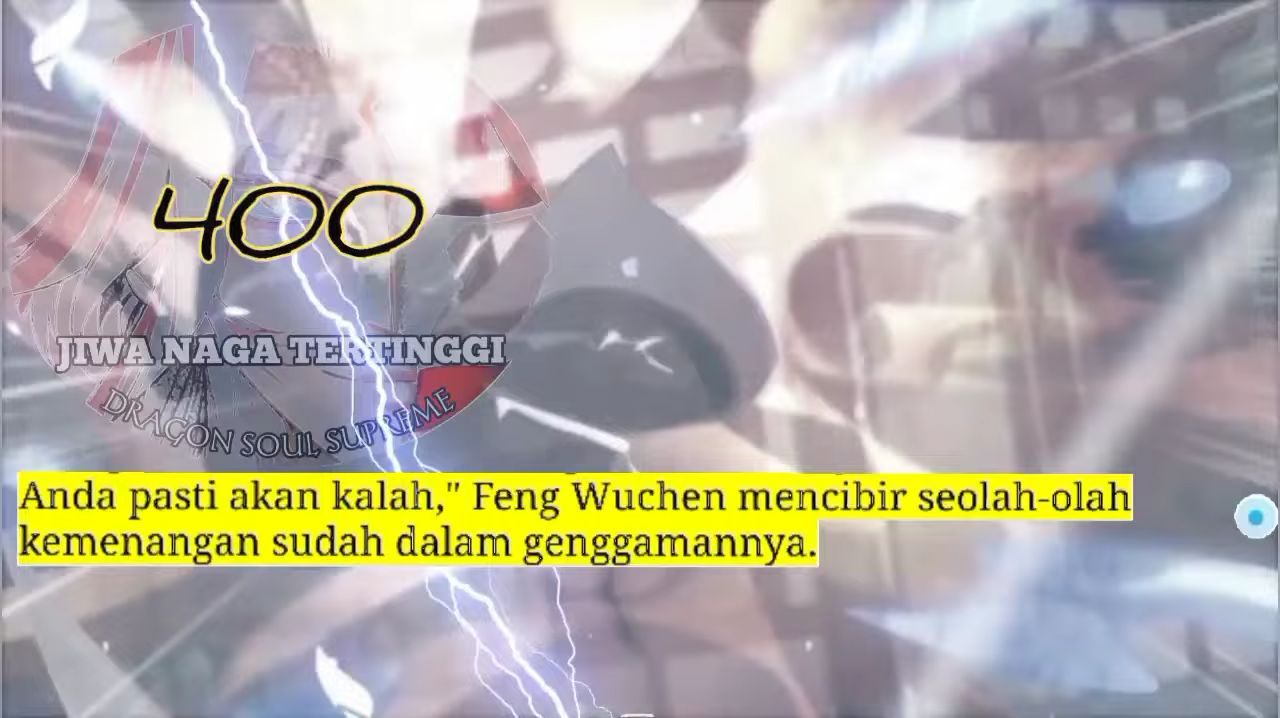 400
JIWA NAGA TERTINGGI
DRAGON SOUL SUPREME
Anda pasti akan kalah," Feng Wuchen mencibir seolah-olah
kemenangan sudah dalam genggamannya.